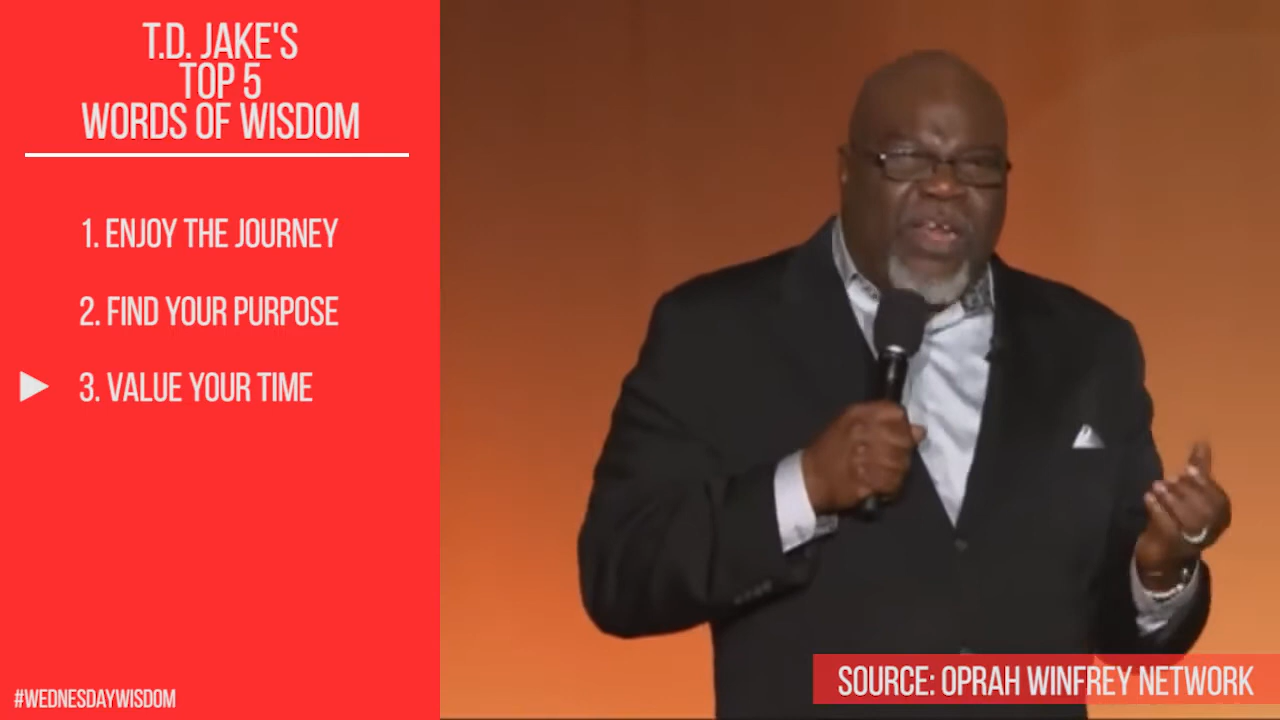 T.D. JAKE'S
TOP 5
WORDS OF WISDOM
1. ENJOY THE JOURNEY
2. FIND YOUR PURPOSE
3. VALUE YOUR TIME
#WEDNESDAYWISDOM
SOURCE: OPRAH WINFREY NETWORK